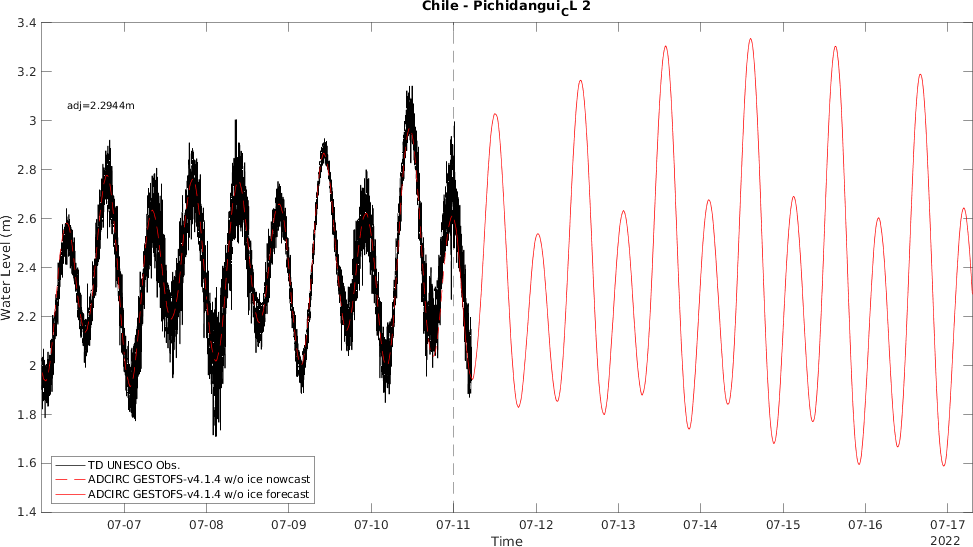 Chile - PichidanguiCL 2
3.4
3.2
3
2.8
2.6
2.4
2.2
2
1.8
1.6
1.4
Water Level (m)
adj=2.2944m
TD UNESCO Obs.
ADCIRC GESTOFS-v4.1.4 w/o ice nowcast
ADCIRC GESTOFS-v4.1.4 w/o ice forecast
07-07 07-08 07-09 07-10 07-11 07-12 07-13 07-14 07-15 07-16 07-17
Time
2022